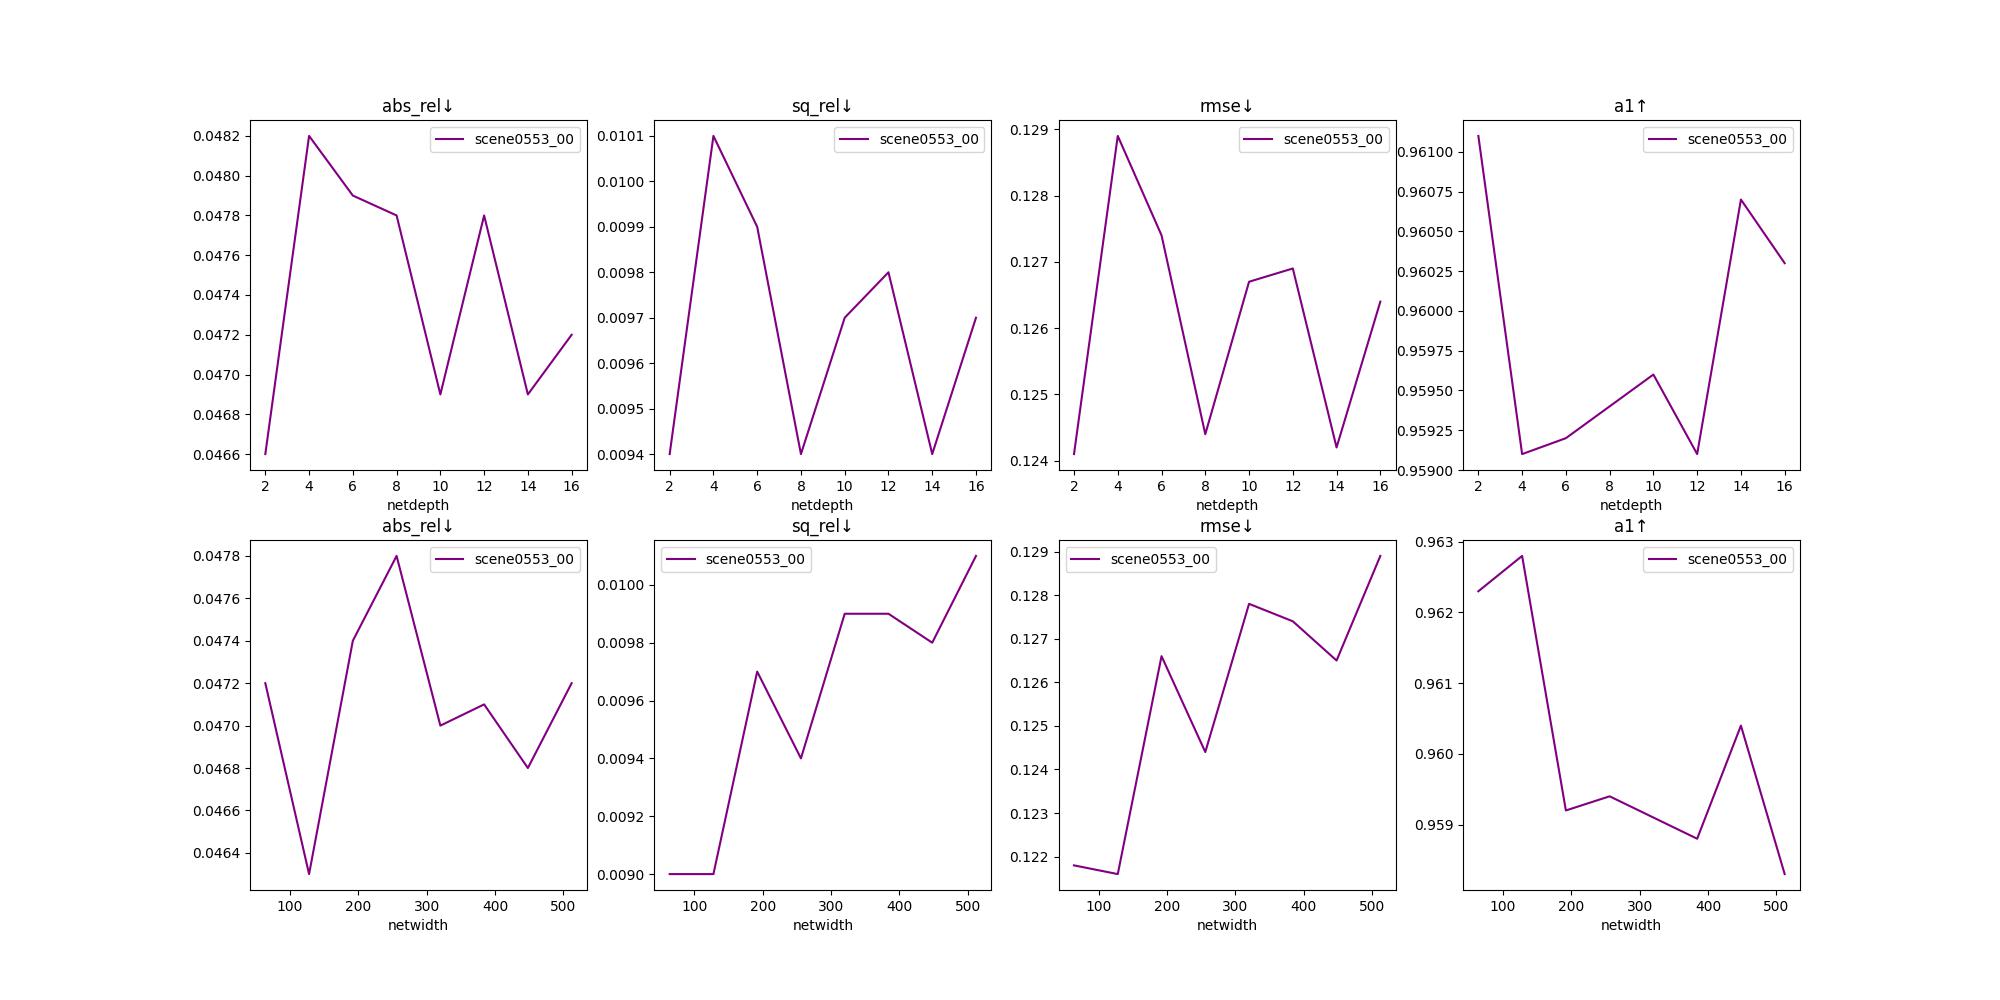 abs_rel↓
sq_rel↓
rmse↓
a1↑
scene0553_00
0.0482
0.0480
0.0478
0.0476
0.0474
0.0472
0.0470
0.0468
0.0466
2 4 6 8 10 12 14 16
netdepth
scene0553_00
0.0101
0.0100
0.0099
0.0098
0.0097
0.0096
0.0095
0.0094
2 4 6 8 10 12 14 16
netdepth
scene0553_00
0.129
0.128
0.127
0.126
0.125
0.124
2 4 6 8 10 12 14 16
netdepth
scene0553_00
0.96100
0.96075
0.96050
0.96025
0.96000
0.95975
0.95950
0.95925
0.95900
2 4 6 8 10 12 14 16
netdepth
abs_rel↓
sq_rel↓
rmse↓
a1↑
scene0553_00
0.0478
0.0476
0.0474
0.0472
0.0470
0.0468
0.0466
0.0464
100 200 300 400 500
netwidth
scene0553_00
0.0100
0.0098
0.0096
0.0094
0.0092
0.0090
100 200 300 400 500
netwidth
scene0553_00
0.129
0.128
0.127
0.126
0.125
0.124
0.123
0.122
100 200 300 400 500
netwidth
scene0553_00
0.963
0.962
0.961
0.960
0.959
100 200 300 400 500
netwidth